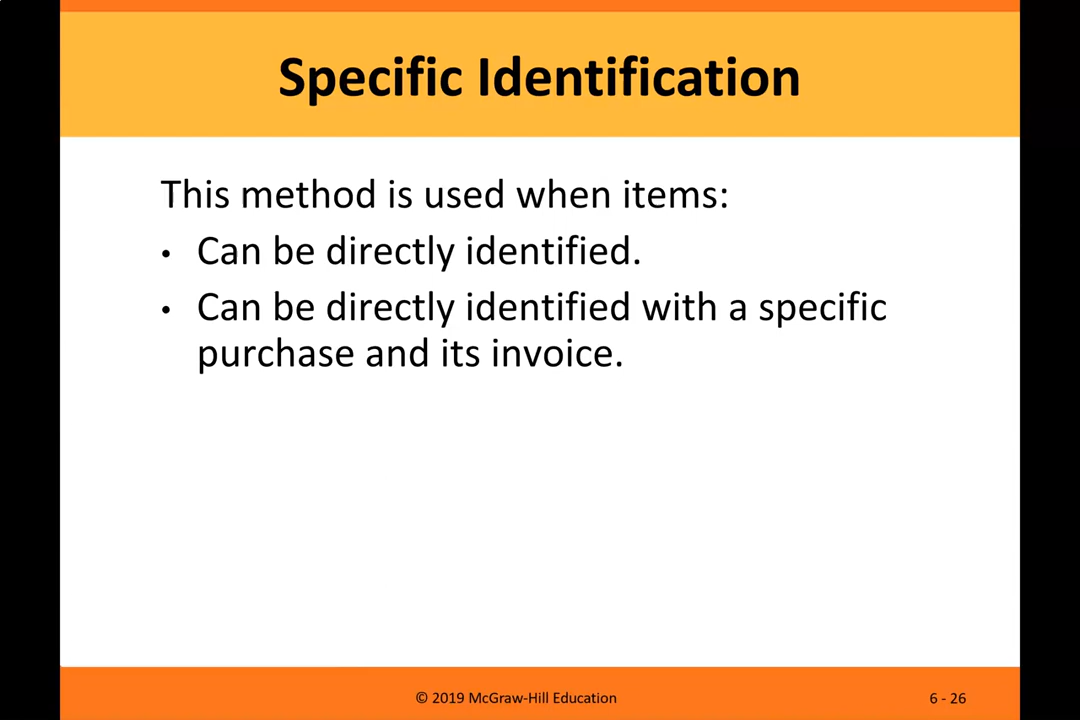 Specific Identification
This method is used when items:
• Can be directly identified.
• Can be directly identified with a specific
purchase and its invoice.
© 2019 McGraw-Hill Education
6 - 26